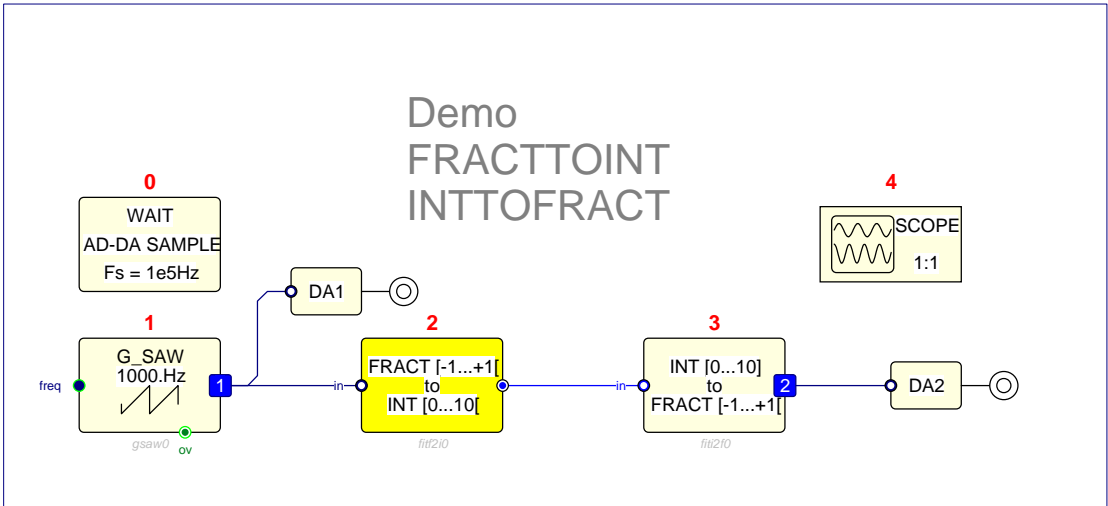 Demo
FRACTTOINT
INTTOFRACT
0
WAIT
AD-DA SAMPLE
Fs = 1e5Hz
4
SCOPE
1:1
DA1
1
G_SAW
1000.Hz
freq
1
gsaw0
ov
2
in
FRACT [-1...+1[
to
INT [0...10[
fitf2i0
3
in
INT [0...10]
to
FRACT [-1...+1[
2
fiti2f0
DA2